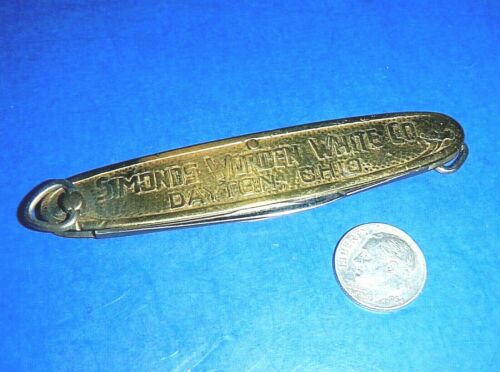 SIMONDS WORDEN WHITE CO.
DAYTON, OHIO.
LIBERTY